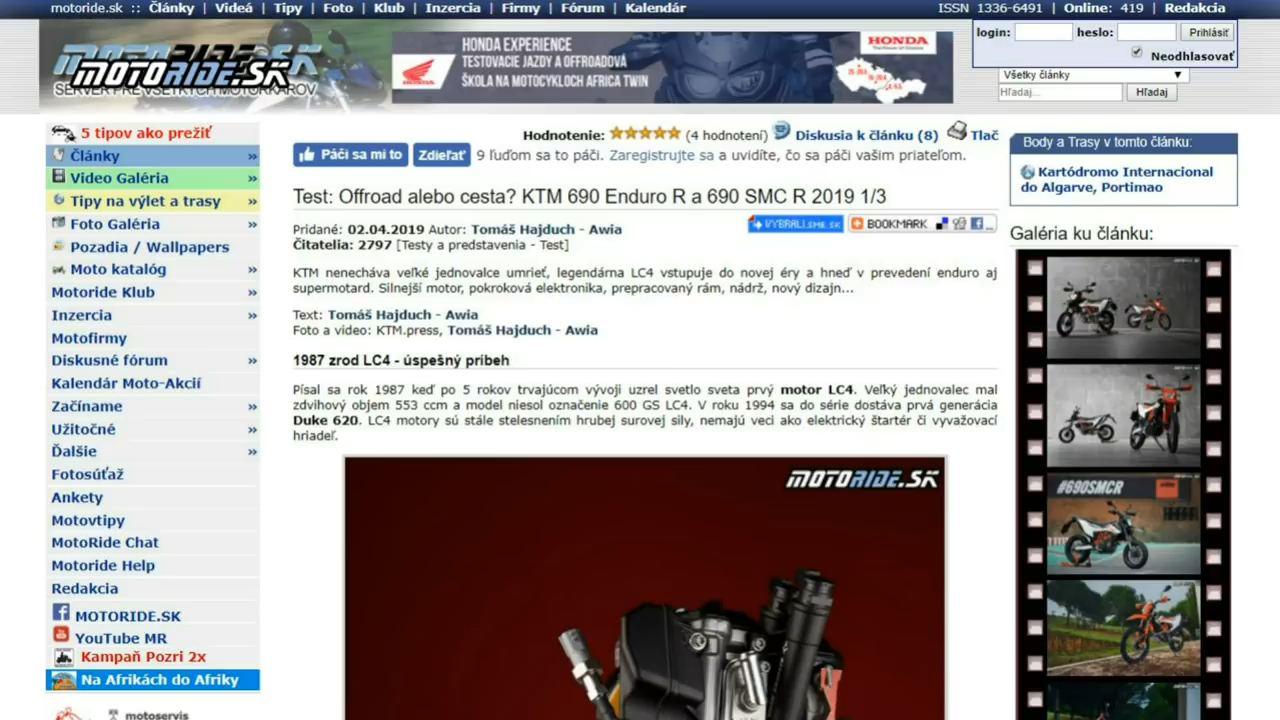 motoride.sk :: Články | Videá | Tipy | Foto | Klub | Inzercia | Firmy | Fórum | Kalendár
ISSN 1336-6491 | Online: 419 | Redakcia
MOTORIDE.SK
SERVER PRE VŠETKÝCH MOTORKÁROV
HONDA EXPERIENCE
TESTOVACIE JAZDY A OFFROADOVÁ
ŠKOLA NA MOTOCYKLOCH AFRICA TWIN
HONDA
HONDA
The Power of Dreams
login:
heslo:
Prihlásiť
Neodhlasovať
Všetky články
Hľadaj...
Hľadaj
5 tipov ako prežiť
Články »
Video Galéria »
Tipy na výlet a trasy »
Foto Galéria »
Pozadia / Wallpapers
Moto katalóg »
Motoride Klub »
Inzercia »
Motofirmy
Diskusné fórum »
Kalendár Moto-Akcií
Začíname »
Užitočné »
Ďalšie »
Fotosúťaž
Ankety
Motovtipy
MotoRide Chat
Motoride Help
Redakcia
MOTORIDE.SK
YouTube MR
Kampaň Pozri 2x
Na Afrikách do Afriky
motoservis
Hodnotenie: (4 hodnotení) Diskusia k článku (8) Tlač
Páči sa mi to Zdieľať 9 ľuďom sa to páči. Zaregistrujte sa a uvidíte, čo sa páči vašim priateľom.
Test: Offroad alebo cesta? KTM 690 Enduro R a 690 SMC R 2019 1/3
Pridané: 02.04.2019 Autor: Tomáš Hajduch - Awia
VYBRALI.SME.SK
BOOKMARK
Čitatelia: 2797 [Testy a predstavenia - Test]
KTM nenecháva veľké jednovalce umrieť, legendárna LC4 vstupuje do novej éry a hneď v prevedení enduro aj
supermotard. Silnejší motor, pokroková elektronika, prepracovaný rám, nádrž, nový dizajn...
Text: Tomáš Hajduch - Awia
Foto a video: KTM.press, Tomáš Hajduch - Awia
1987 zrod LC4 - úspešný príbeh
Písal sa rok 1987 keď po 5 rokov trvajúcom vývoji uzrel svetlo sveta prvý motor LC4. Veľký jednovalec mal
zdvihový objem 553 ccm a model niesol označenie 600 GS LC4. V roku 1994 sa do série dostáva prvá generácia
Duke 620. LC4 motory sú stále stelesnením hrubej surovej sily, nemajú veci ako elektrický štartér či vyvažovací
hriadeľ.
MOTORIDE.SK
Body a Trasy v tomto článku:
Kartódromo Internacional
do Algarve, Portimao
Galéria ku článku:
#690SMCR